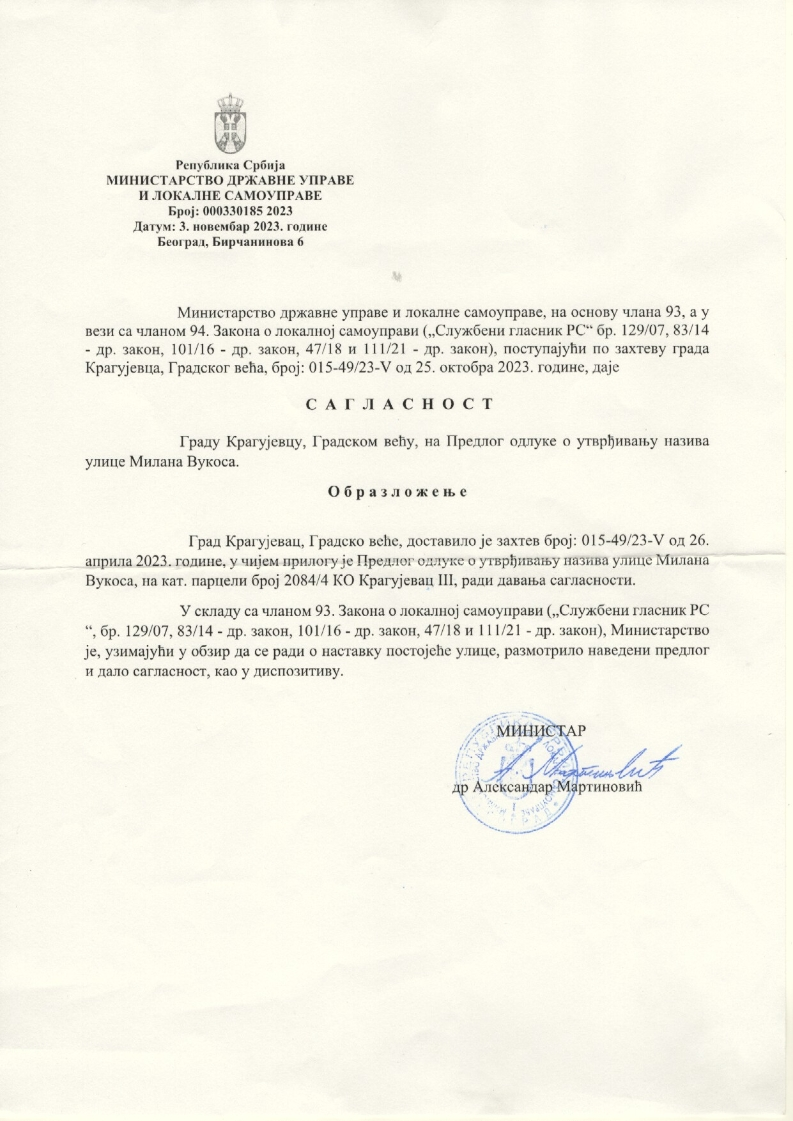 Република Србија
МИНИСТАРСТВО ДРЖАВНЕ УПРАВЕ
И ЛОКАЛНЕ САМОУПРАВЕ
Број: 000330185 2023
Датум: 3. новембар 2023. године
Београд, Бирчанинова 6
Министарство државне управе и локалне самоуправе, на основу члана 93, а у
вези са чланом 94. Закона о локалној самоуправи („Службени гласник РС“ бр. 129/07, 83/14
- др. закон, 101/16 - др. закон, 47/18 и 111/21 - др. закон), поступајући по захтеву града
Крагујевца, Градског већа, број: 015-49/23-V од 25. октобра 2023. године, даје
С А Г Л А С Н О С Т
Граду Крагујевцу, Градском већу, на Предлог одлуке о утврђивању назива
улице Милана Вукоса.
О б р а з л о ж е њ е
Град Крагујевац, Градско веће, доставило је захтев број: 015-49/23-V од 26.
априла 2023. године, у чијем прилогу је Предлог одлуке о утврђивању назива улице Милана
Вукоса, на кат. парцели број 2084/4 КО Крагујевац III, ради давања сагласности.
У складу са чланом 93. Закона о локалној самоуправи („Службени гласник РС
“, бр. 129/07, 83/14 - др. закон, 101/16 - др. закон, 47/18 и 111/21 - др. закон), Министарство
је, узимајући у обзир да се ради о наставку постојеће улице, размотрило наведени предлог
и дало сагласност, као у диспозитиву.
МИНИСТАР
др Александар Мартиновић